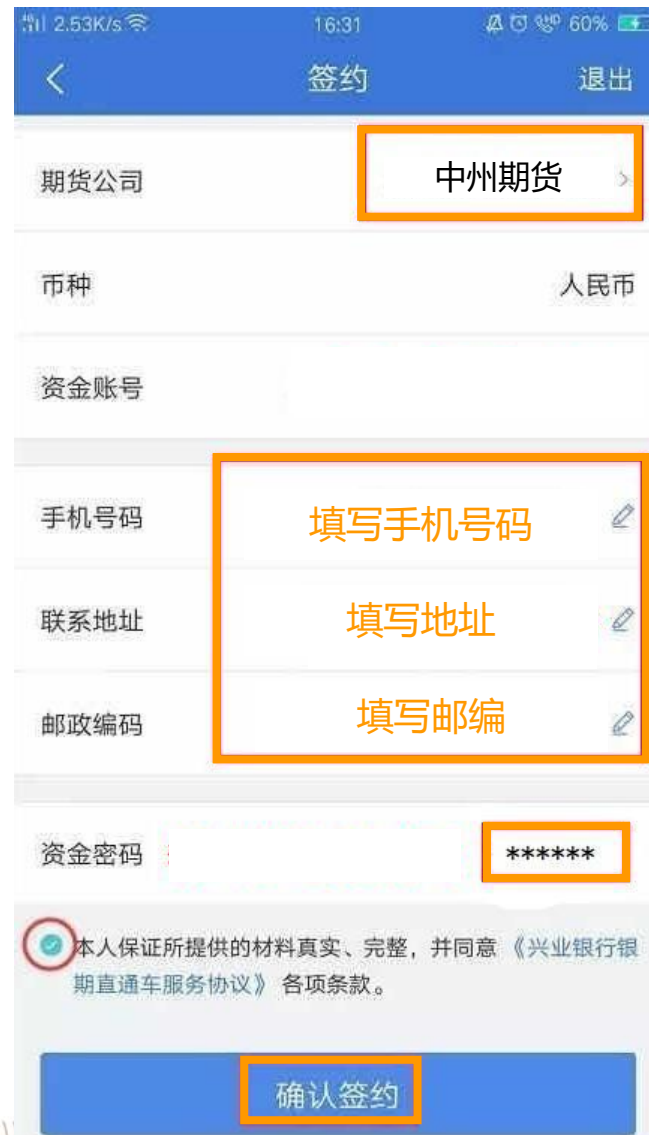 2.53K/s 16:31 60%
签约 退出
期货公司 中州期货
币种 人民币
资金账号
手机号码 填写手机号码
联系地址 填写地址
邮政编码 填写邮编
资金密码 ******
本人保证所提供的材料真实、完整，并同意 《兴业银行银
期直通车服务协议》 各项条款。
确认签约